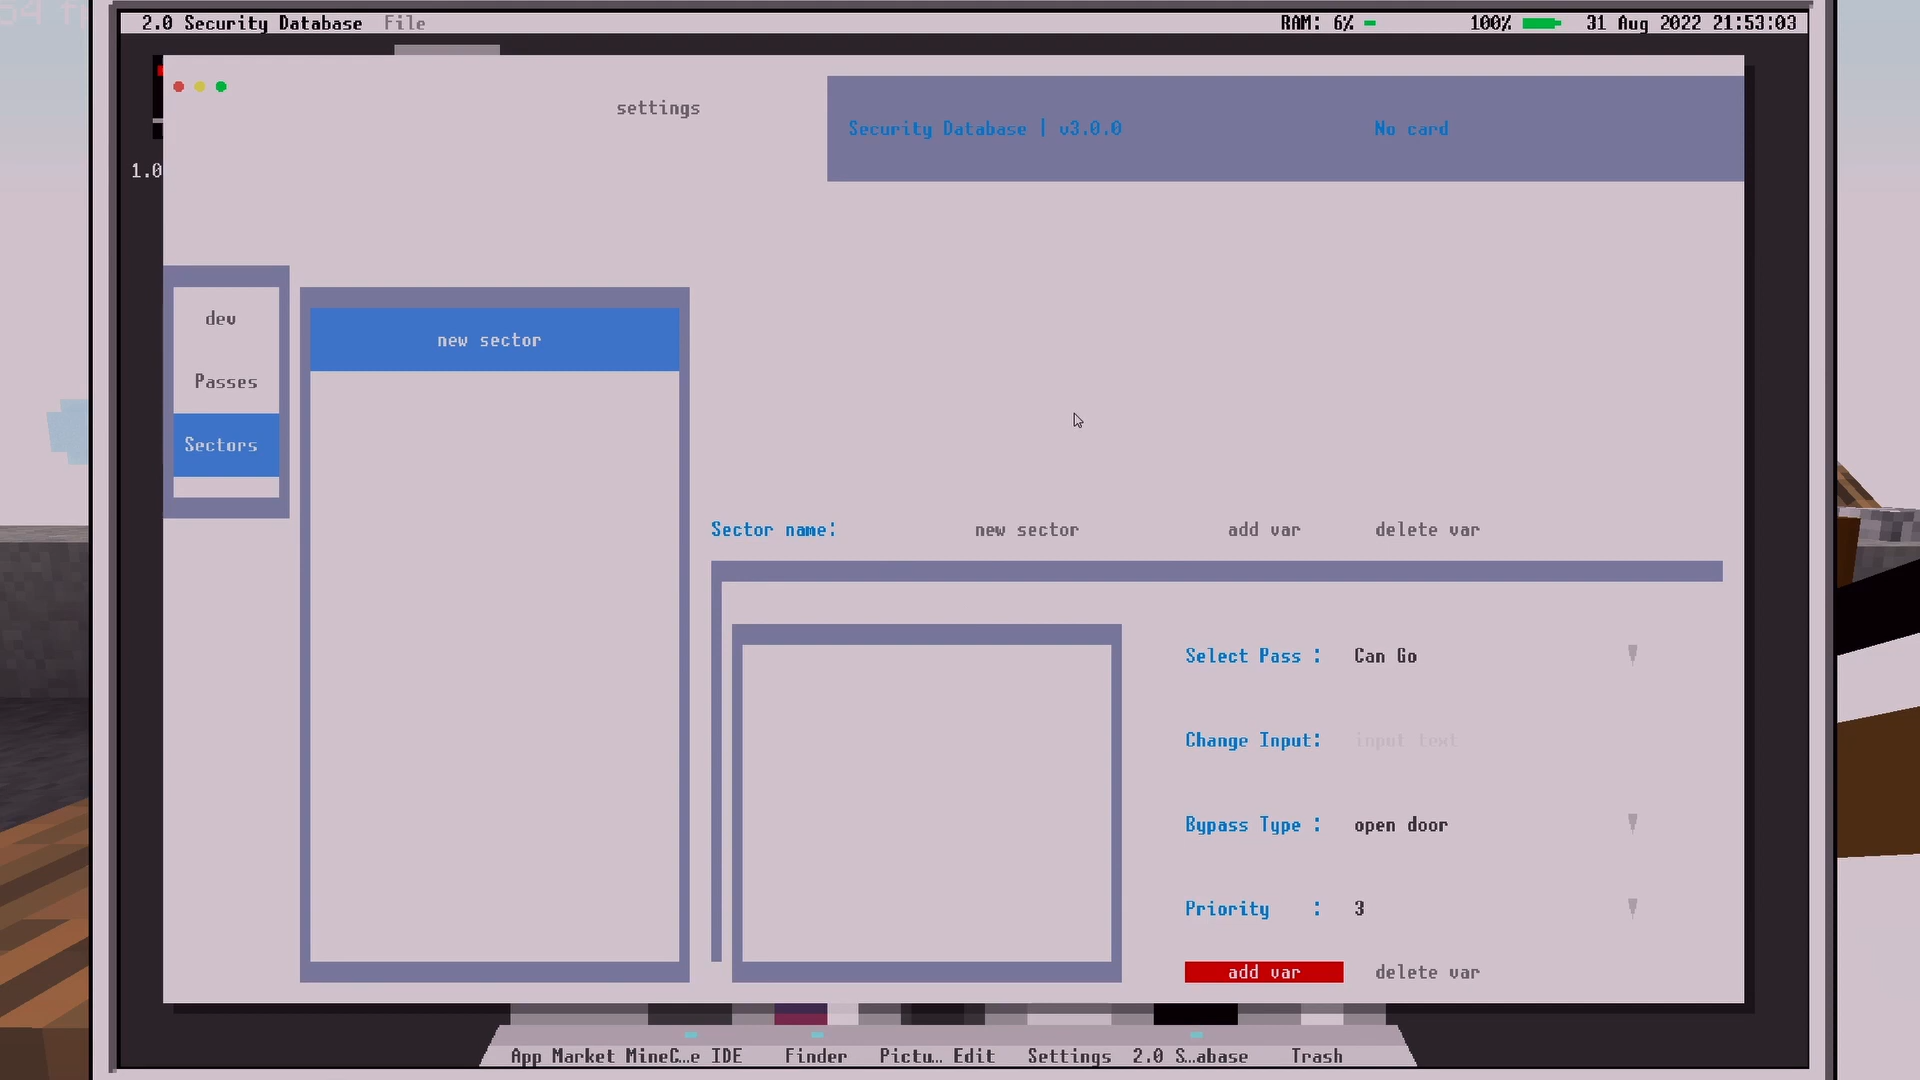 2.0 Security Database File RAM: 6% 100% 31 Aug 2022 21:53:03
settings
Security Database | v3.0.0 No card
1.0
dev
Passes
Sectors
new sector
Sector name: new sector add var delete var
Select Pass : Can Go
Change Input: input text
Bypass Type : open door
Priority : 3
add var delete var
App Market MineC…e IDE Finder Pictu… Edit Settings 2.0 S…abase Trash